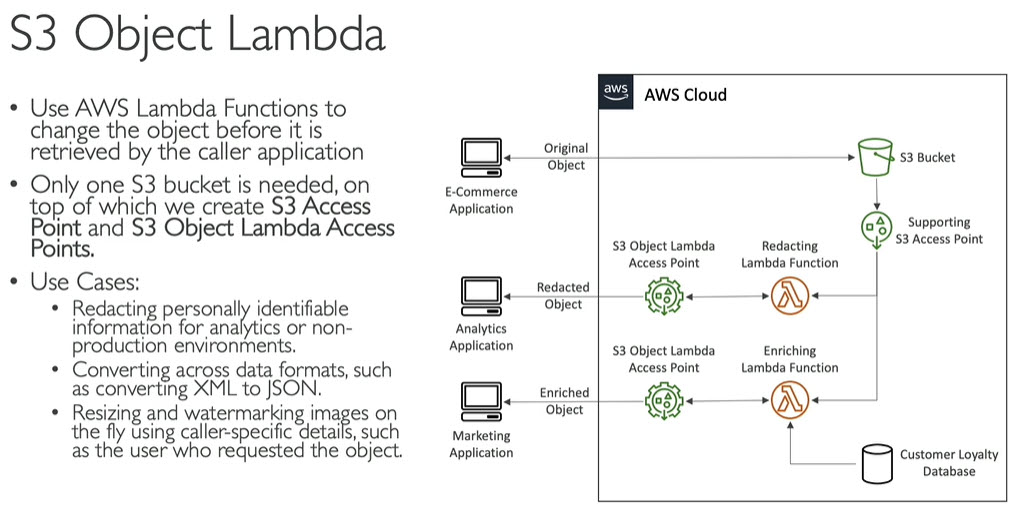 S3 Object Lambda
• Use AWS Lambda Functions to
change the object before it is
retrieved by the caller application
• Only one S3 bucket is needed, on
top of which we create S3 Access
Point and S3 Object Lambda Access
Points.
• Use Cases:
• Redacting personally identifiable
information for analytics or non-
production environments.
• Converting across data formats, such
as converting XML to JSON.
• Resizing and watermarking images on
the fly using caller-specific details, such
as the user who requested the object.
aws
AWS Cloud
Original
Object
E-Commerce
Application
S3 Bucket
Supporting
S3 Access Point
S3 Object Lambda
Access Point
Redacting
Lambda Function
Redacted
Object
Analytics
Application
S3 Object Lambda
Access Point
Enriching
Lambda Function
Enriched
Object
Marketing
Application
Customer Loyalty
Database